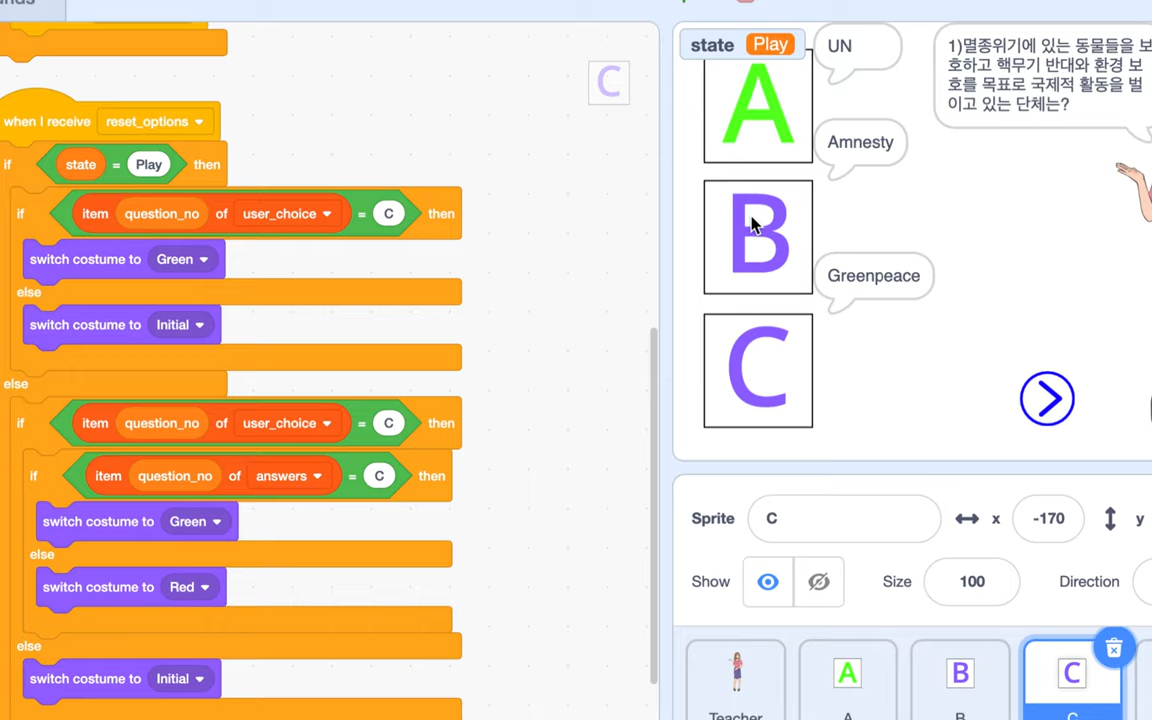 ands
when I receive reset_options
if state = Play then
if item question_no of user_choice = C then
switch costume to Green
else
switch costume to Initial
else
if item question_no of user_choice = C then
if item question_no of answers = C then
switch costume to Green
else
switch costume to Red
else
switch costume to Initial
C
state Play
UN
A
Amnesty
B
Greenpeace
C
1)멸종위기에 있는 동물들을 보
호하고 핵무기 반대와 환경 보
호를 목표로 국제적 활동을 벌
이고 있는 단체는?
Sprite C x -170 y
Show Size 100 Direction
A B C
Teacher A B C